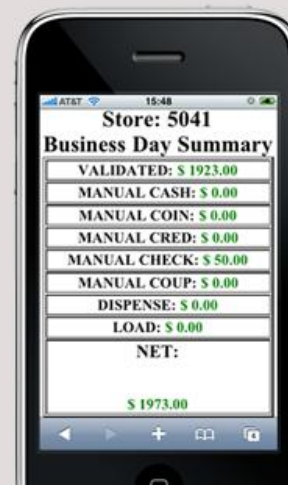 AT&T 15:48
Store: 5041
Business Day Summary
VALIDATED: $ 1923.00
MANUAL CASH: $ 0.00
MANUAL COIN: $ 0.00
MANUAL CRED: $ 0.00
MANUAL CHECK: $ 50.00
MANUAL COUP: $ 0.00
DISPENSE: $ 0.00
LOAD: $ 0.00
NET:
$ 1973.00